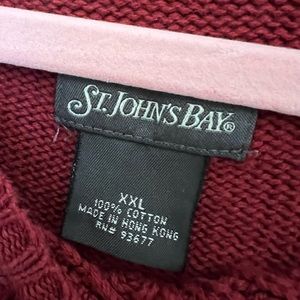 ST. JOHN'S BAY®
XXL
100% COTTON
MADE IN HONG KONG
RN# 93677